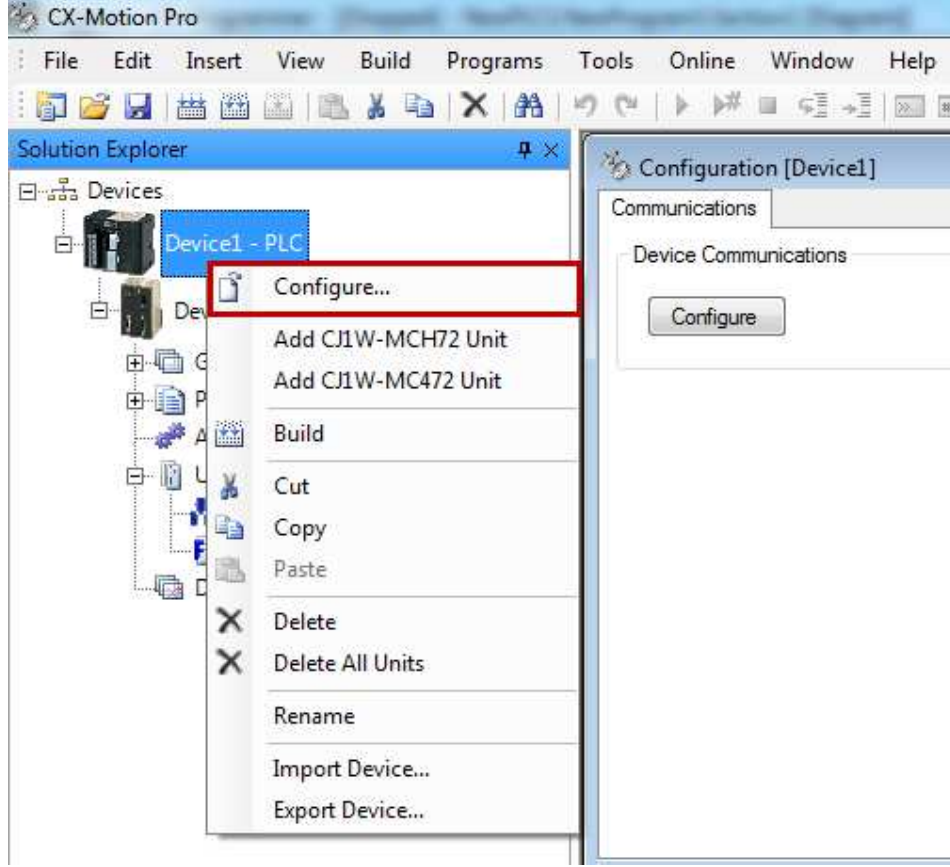 CX-Motion Pro
File Edit Insert View Build Programs Tools Online Window Help
Solution Explorer
Devices
Device1 - PLC
Configure...
Add CJ1W-MCH72 Unit
Add CJ1W-MC472 Unit
Build
Cut
Copy
Paste
Delete
Delete All Units
Rename
Import Device...
Export Device...
Configuration [Device1]
Communications
Device Communications
Configure